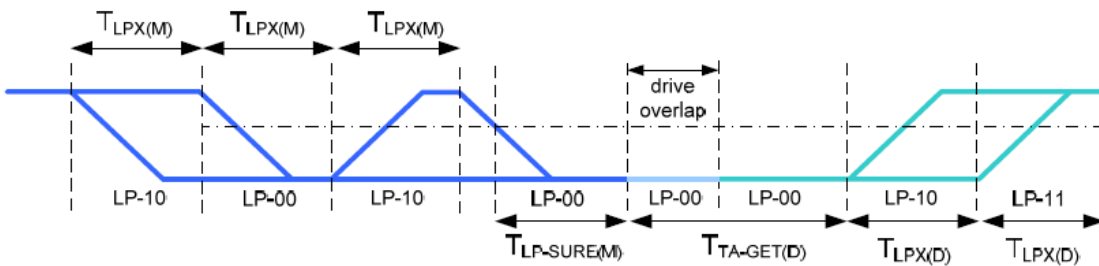 TLPX(M) TLPX(M) TLPX(M)
drive
overlap
LP-10 LP-00 LP-10 LP-00 LP-00 LP-00 LP-10 LP-11
TLP-SURE(M) TTA-GET(D) TLPX(D) TLPX(D)